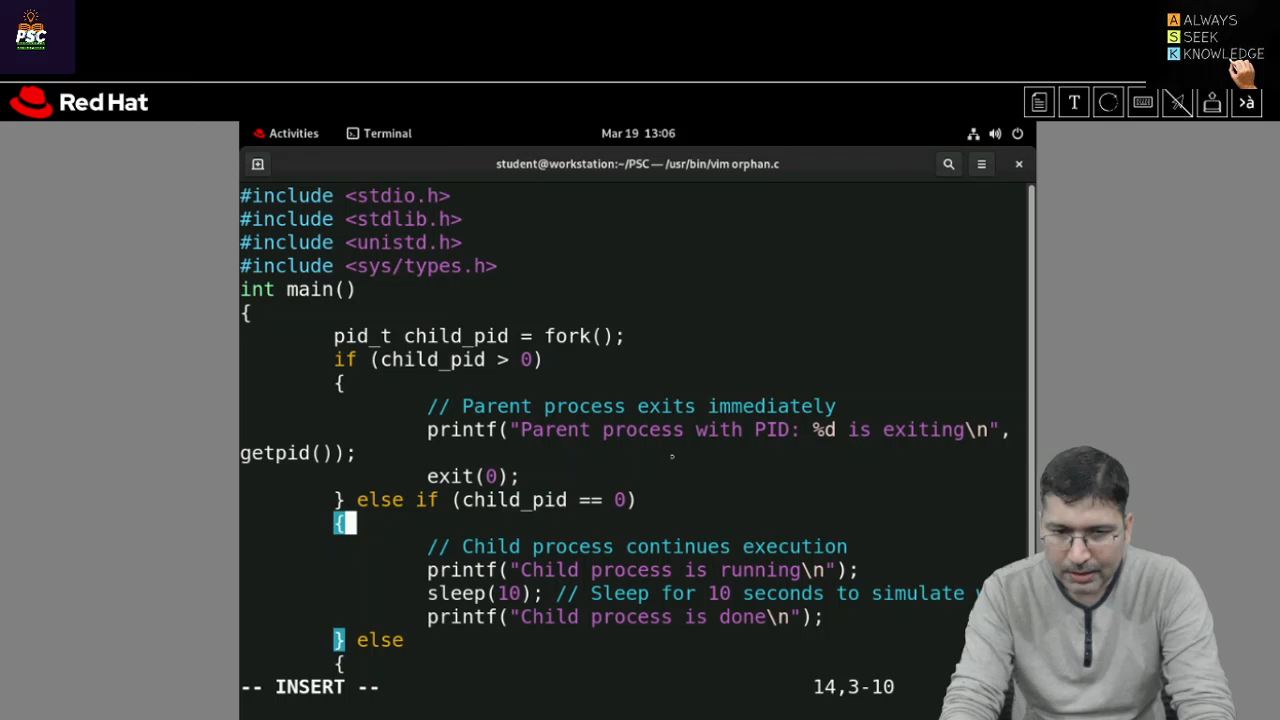 PSC
A ALWAYS
S SEEK
K KNOWLEDGE
Red Hat
T
›à
Activities
Terminal
Mar 19 13:06
student@workstation:~/PSC — /usr/bin/vim orphan.c
#include <stdio.h>
#include <stdlib.h>
#include <unistd.h>
#include <sys/types.h>
int main()
{
pid_t child_pid = fork();
if (child_pid > 0)
{
// Parent process exits immediately
printf("Parent process with PID: %d is exiting\n",
getpid());
exit(0);
} else if (child_pid == 0)
{
// Child process continues execution
printf("Child process is running\n");
sleep(10); // Sleep for 10 seconds to simulate
printf("Child process is done\n");
} else
{
-- INSERT --
14,3-10